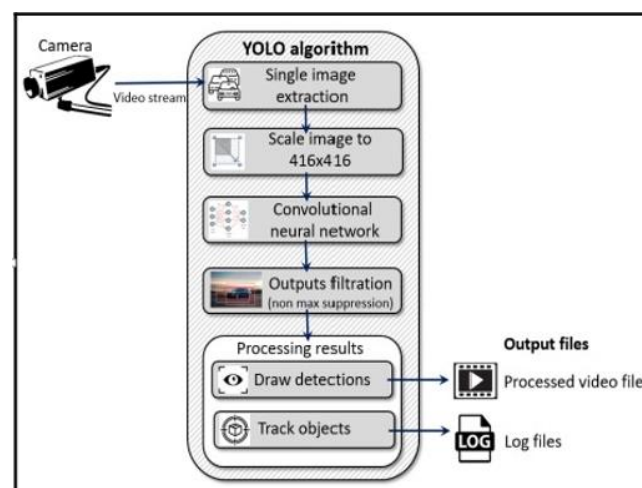 Camera
Video stream
YOLO algorithm
Single image
extraction
Scale image to
416x416
Convolutional
neural network
Outputs filtration
(non max suppression)
Processing results
Draw detections
Track objects
Output files
Processed video file
LOG
Log files